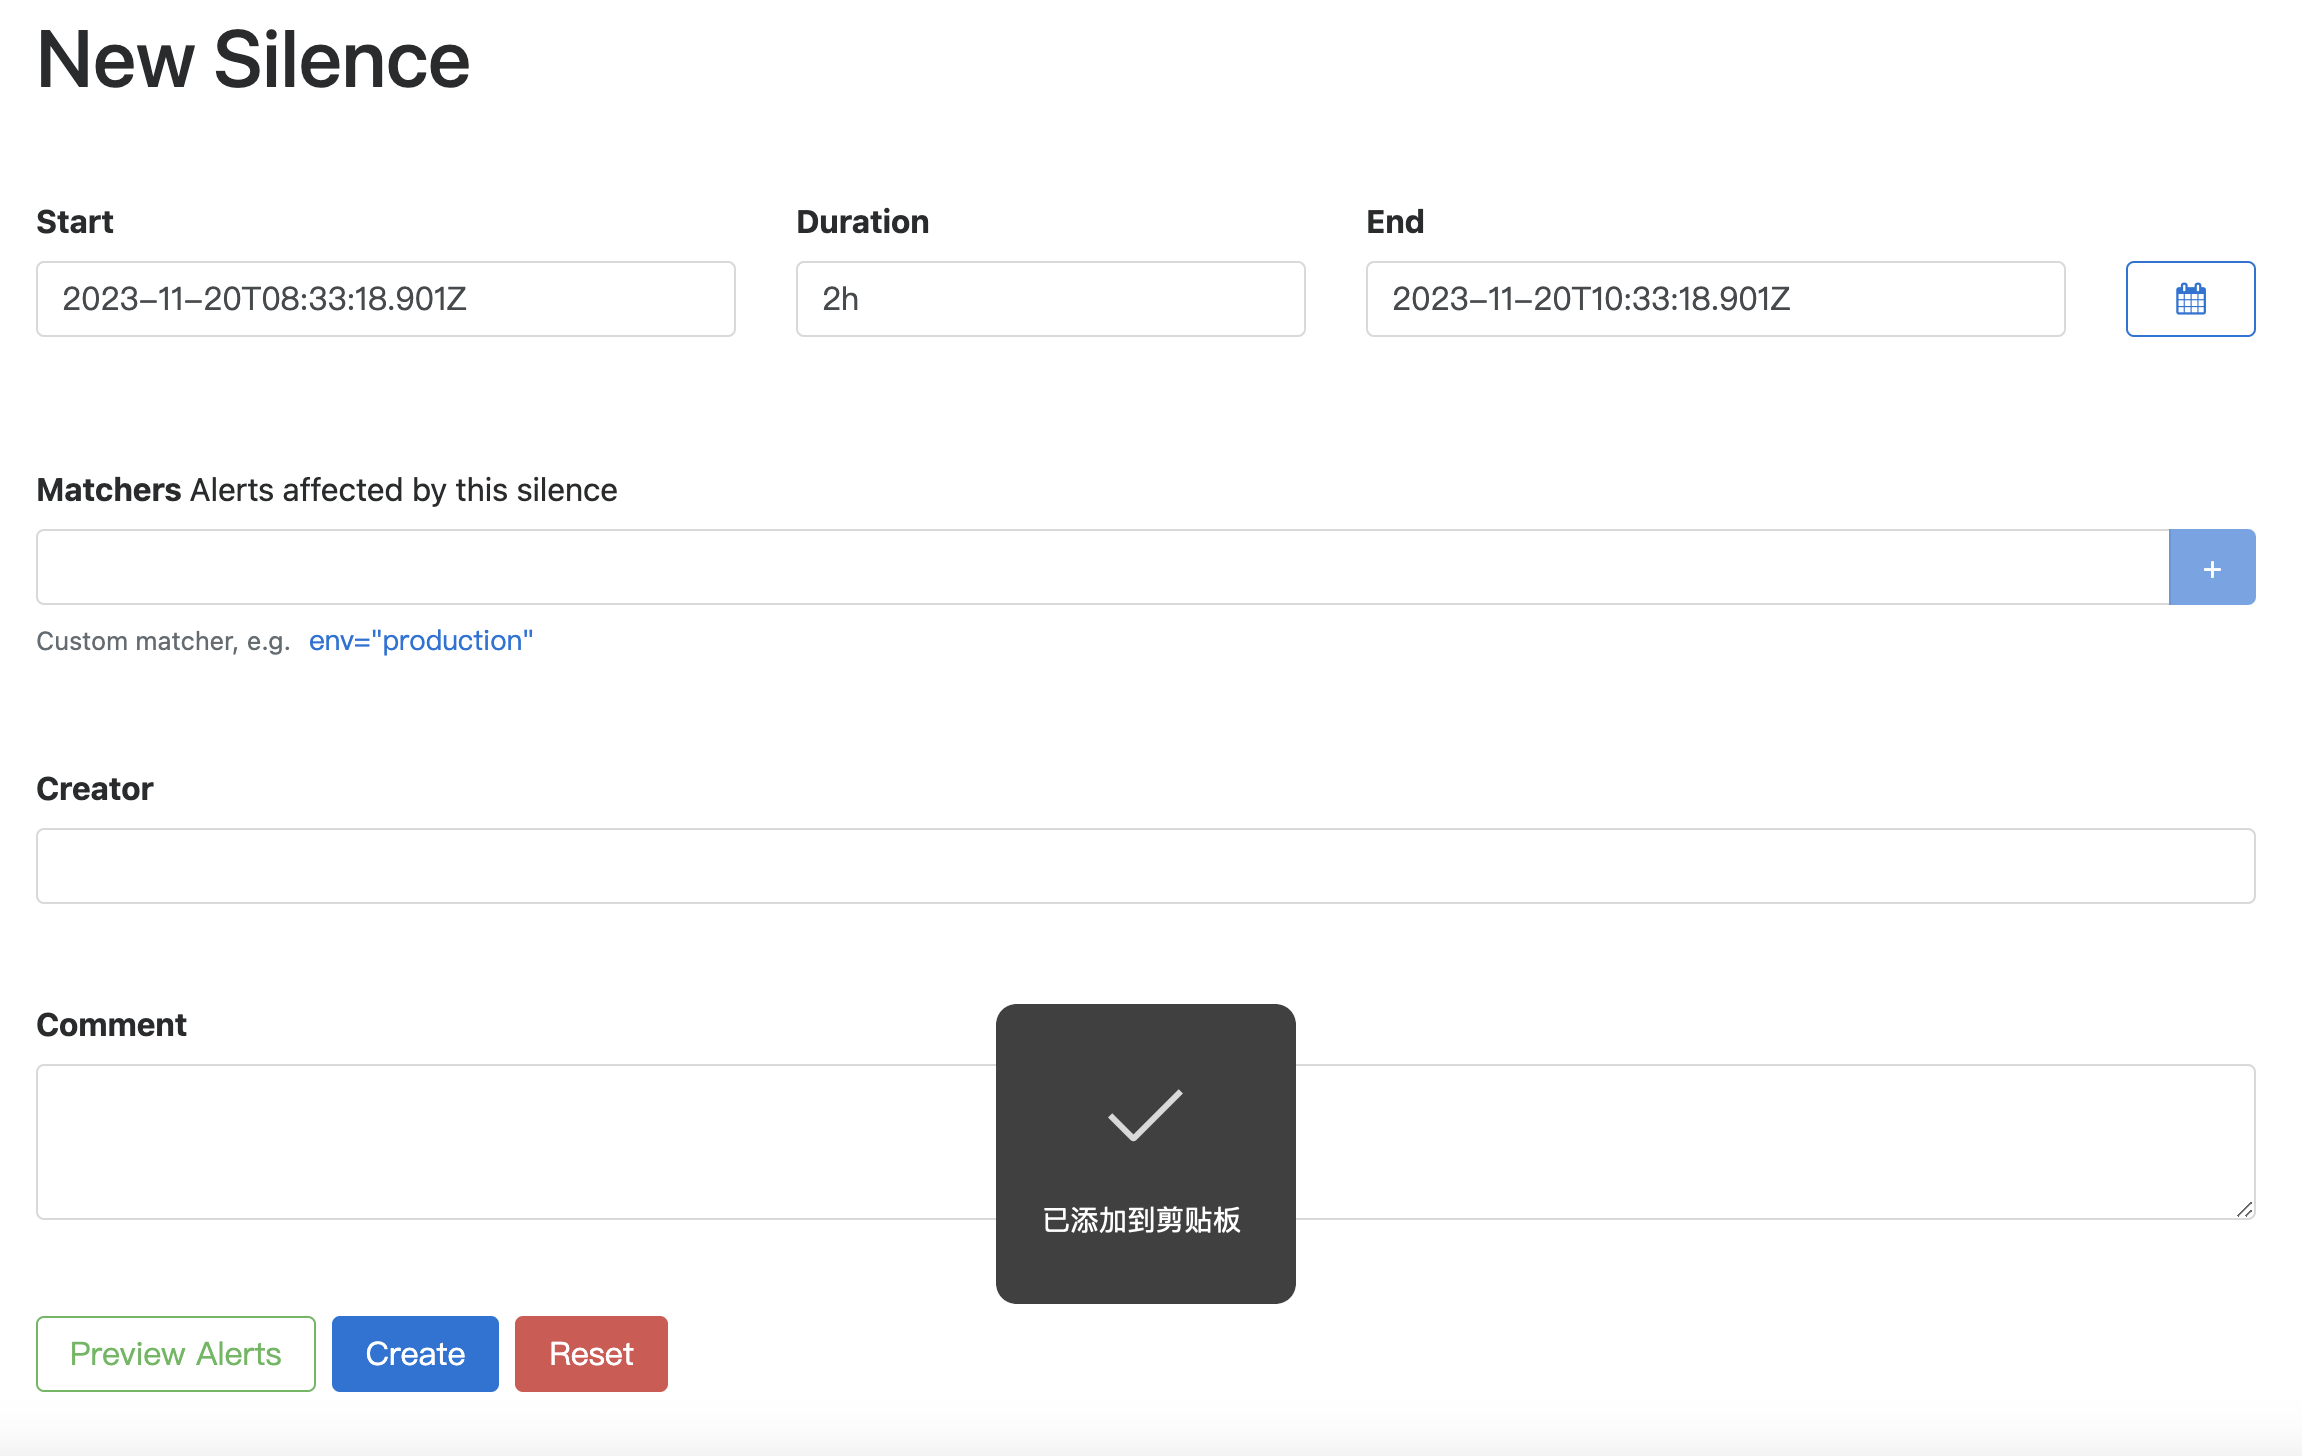 New Silence
Start
Duration
End
2023-11-20T08:33:18.901Z
2h
2023-11-20T10:33:18.901Z
Matchers Alerts affected by this silence
+
Custom matcher, e.g. env="production"
Creator
Comment
已添加到剪贴板
Preview Alerts
Create
Reset